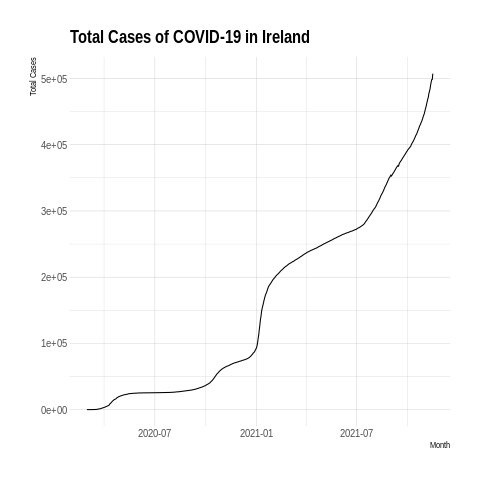 Total Cases of COVID-19 in Ireland
Total Cases
5e+05
4e+05
3e+05
2e+05
1e+05
0e+00
2020-07 2021-01 2021-07
Month